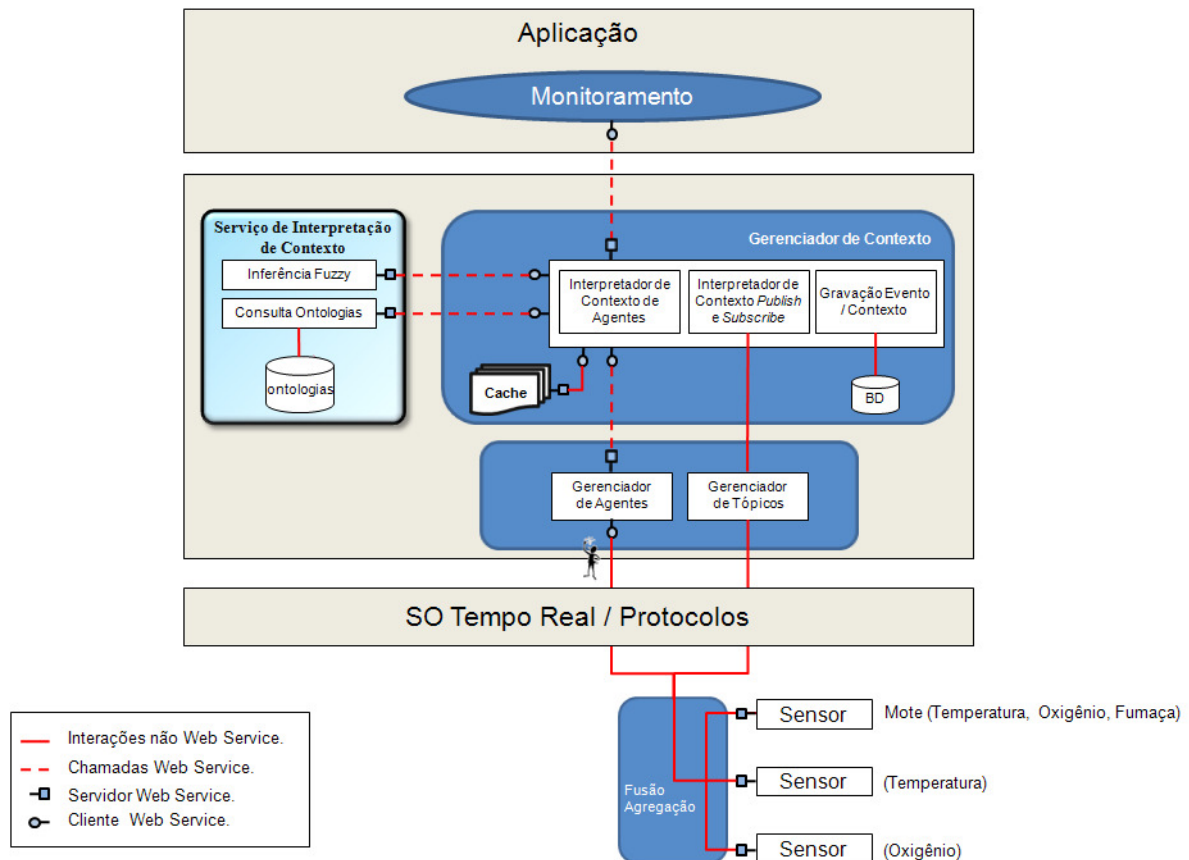 Aplicação
Monitoramento
Serviço de Interpretação
de Contexto
Inferência Fuzzy
Consulta Ontologias
ontologias
Gerenciador de Contexto
Interpretador de
Contexto de
Agentes
Interpretador de
Contexto Publish
e Subscribe
Gravação Evento
/ Contexto
Cache
BD
Gerenciador
de Agentes
Gerenciador
de Tópicos
SO Tempo Real / Protocolos
Fusão
Agregação
Sensor
Mote (Temperatura, Oxigênio, Fumaça)
Sensor
(Temperatura)
Sensor
(Oxigênio)
Interações não Web Service.
Chamadas Web Service.
Servidor Web Service.
Cliente Web Service.